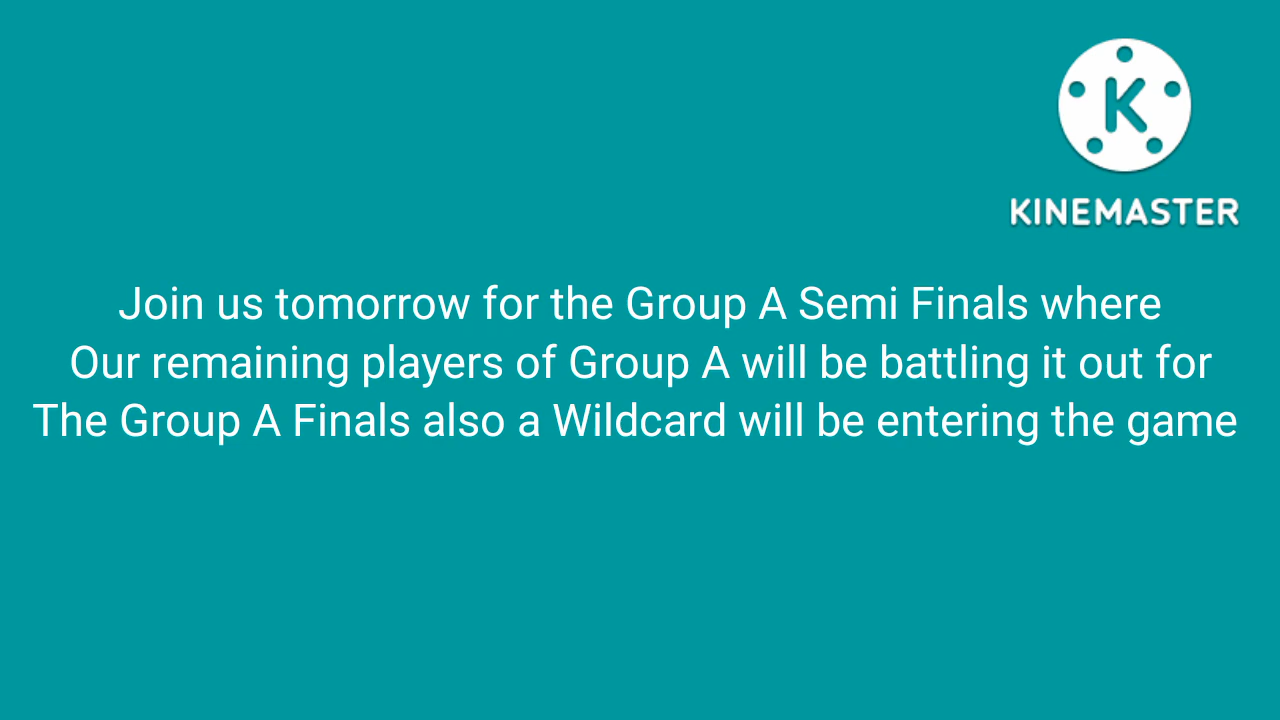 K
KINEMASTER
Join us tomorrow for the Group A Semi Finals where
Our remaining players of Group A will be battling it out for
The Group A Finals also a Wildcard will be entering the game